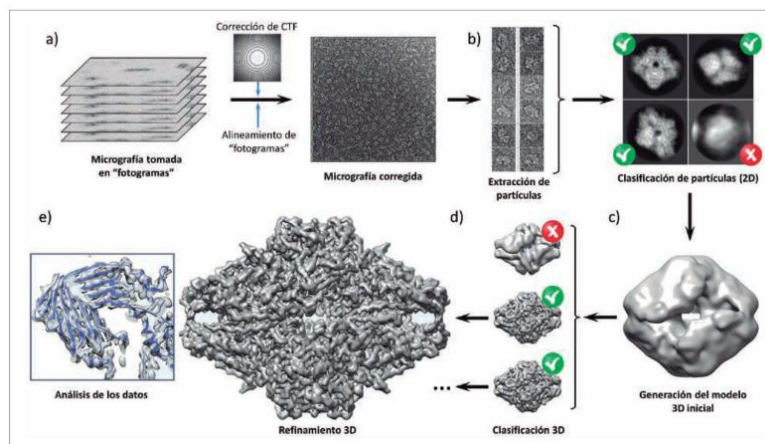 a)
Corrección de CTF
Alineamiento de
"fotogramas"
Micrografía tomada
en "fotogramas"
Micrografía corregida
b)
Extracción de
partículas
Clasificación de partículas (2D)
c)
Generación del modelo
3D inicial
d)
...
Clasificación 3D
Refinamiento 3D
e)
Análisis de los datos